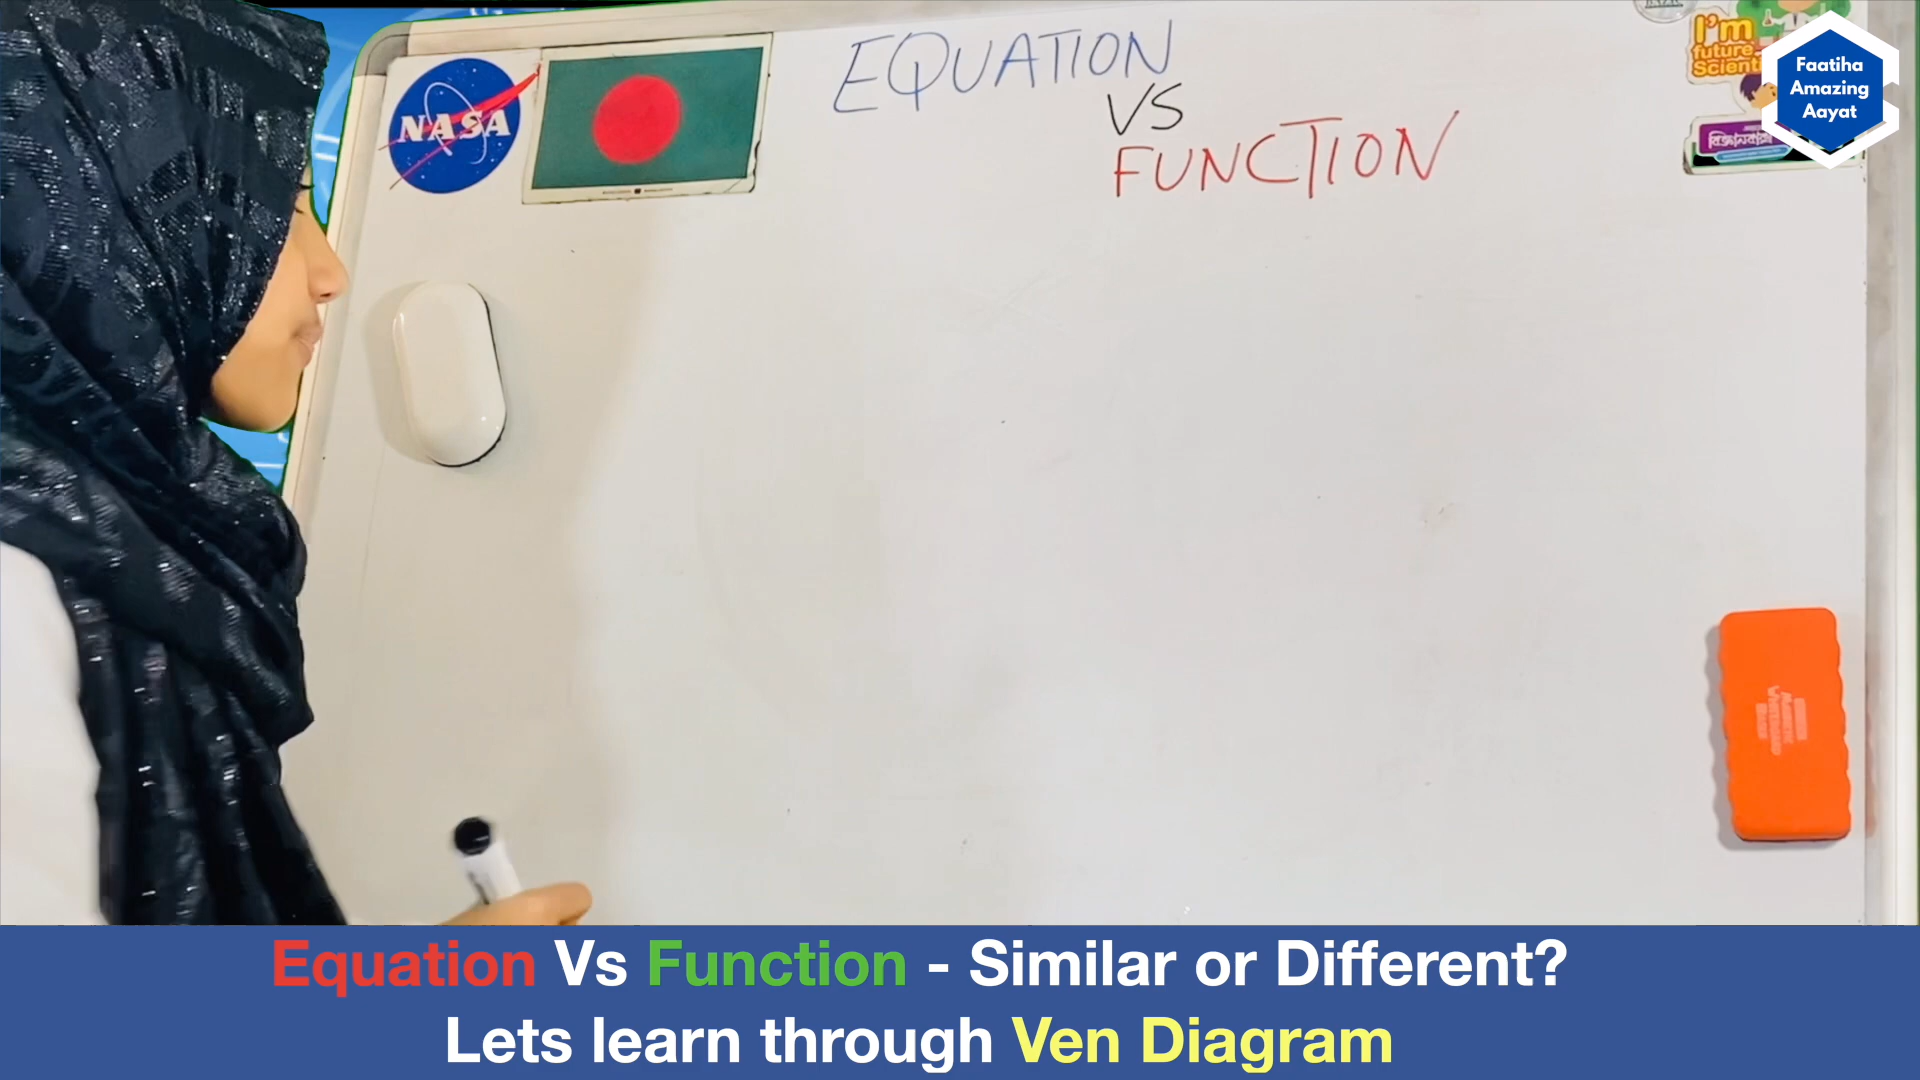 NASA
EQUATION
VS
FUNCTION
I'm
future
Scienti
Faatiha
Amazing
Aayat
Equation Vs Function - Similar or Different?
Lets learn through Ven Diagram